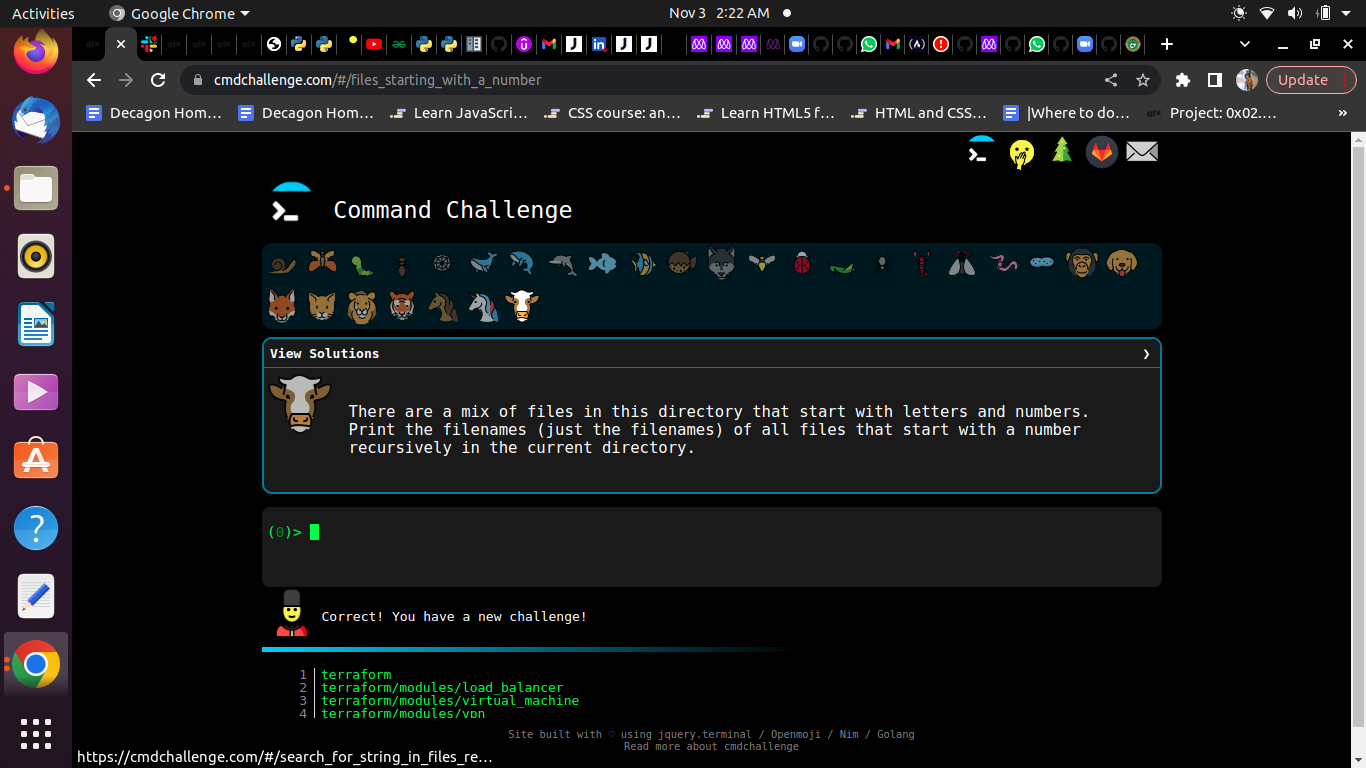 Activities
Google Chrome
Nov 3 2:22 AM
cmdchallenge.com/#/files_starting_with_a_number
Update
Decagon Hom…
Decagon Hom…
Learn JavaScri…
CSS course: an…
Learn HTML5 f…
HTML and CSS…
|Where to do…
Project: 0x02.…
»
Command Challenge
View Solutions
❯
There are a mix of files in this directory that start with letters and numbers.
Print the filenames (just the filenames) of all files that start with a number
recursively in the current directory.
(0)>
Correct! You have a new challenge!
1 terraform
2 terraform/modules/load_balancer
3 terraform/modules/virtual_machine
4 terraform/modules/vpn
Site built with ♡ using jquery.terminal / Openmoji / Nim / Golang
Read more about cmdchallenge
https://cmdchallenge.com/#/search_for_string_in_files_re…